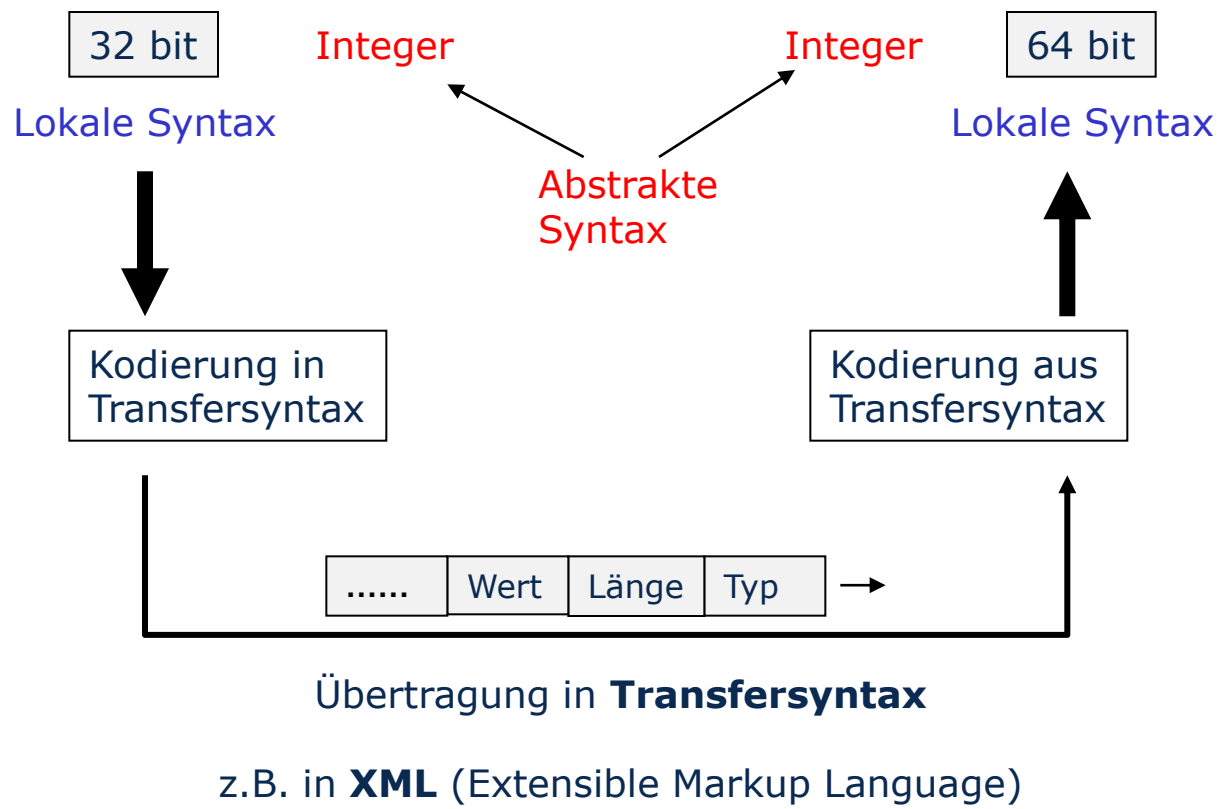 32 bit
Integer
Integer
64 bit
Lokale Syntax
Lokale Syntax
Abstrakte
Syntax
Kodierung in
Transfersyntax
Kodierung aus
Transfersyntax
...... Wert Länge Typ
Übertragung in Transfersyntax
z.B. in XML (Extensible Markup Language)